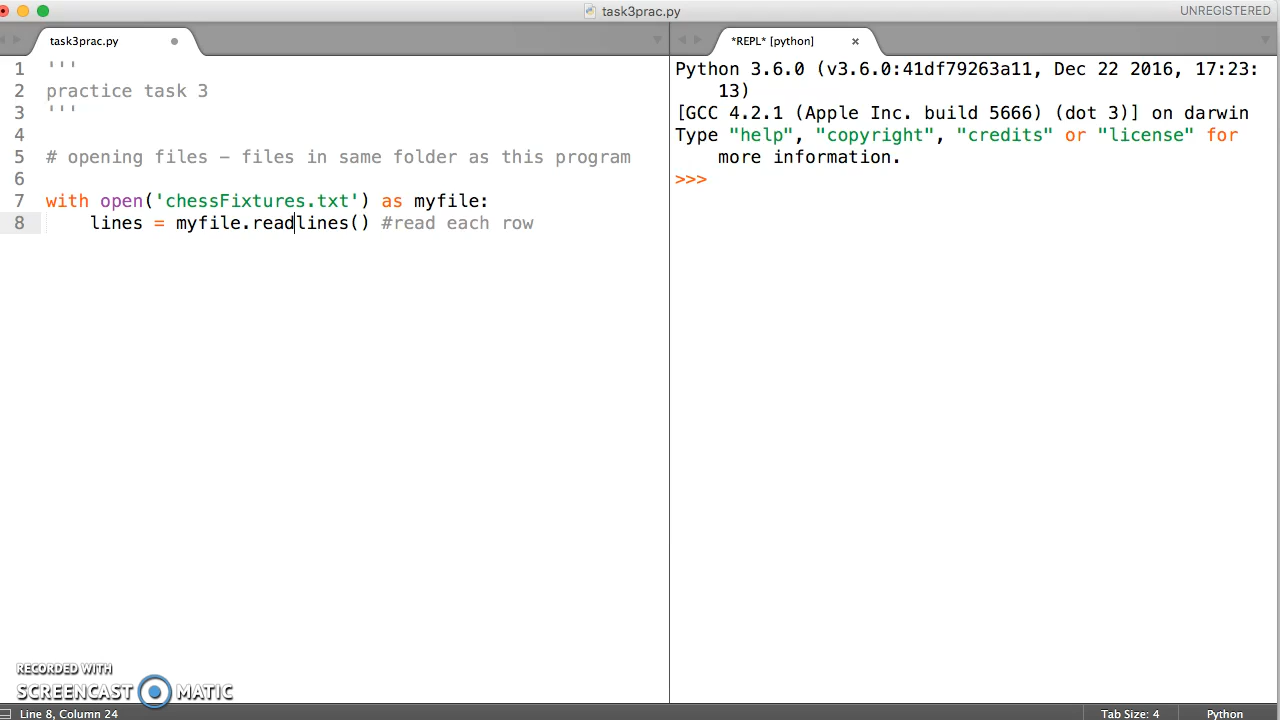 task3prac.py
UNREGISTERED
task3prac.py
*REPL* [python]
1 '''
2 practice task 3
3 '''
4
5 # opening files - files in same folder as this program
6
7 with open('chessFixtures.txt') as myfile:
8     lines = myfile.readlines() #read each row
Python 3.6.0 (v3.6.0:41df79263a11, Dec 22 2016, 17:23:
13)
[GCC 4.2.1 (Apple Inc. build 5666) (dot 3)] on darwin
Type "help", "copyright", "credits" or "license" for
more information.
>>>
RECORDED WITH
SCREENCAST MATIC
Line 8, Column 24
Tab Size: 4
Python